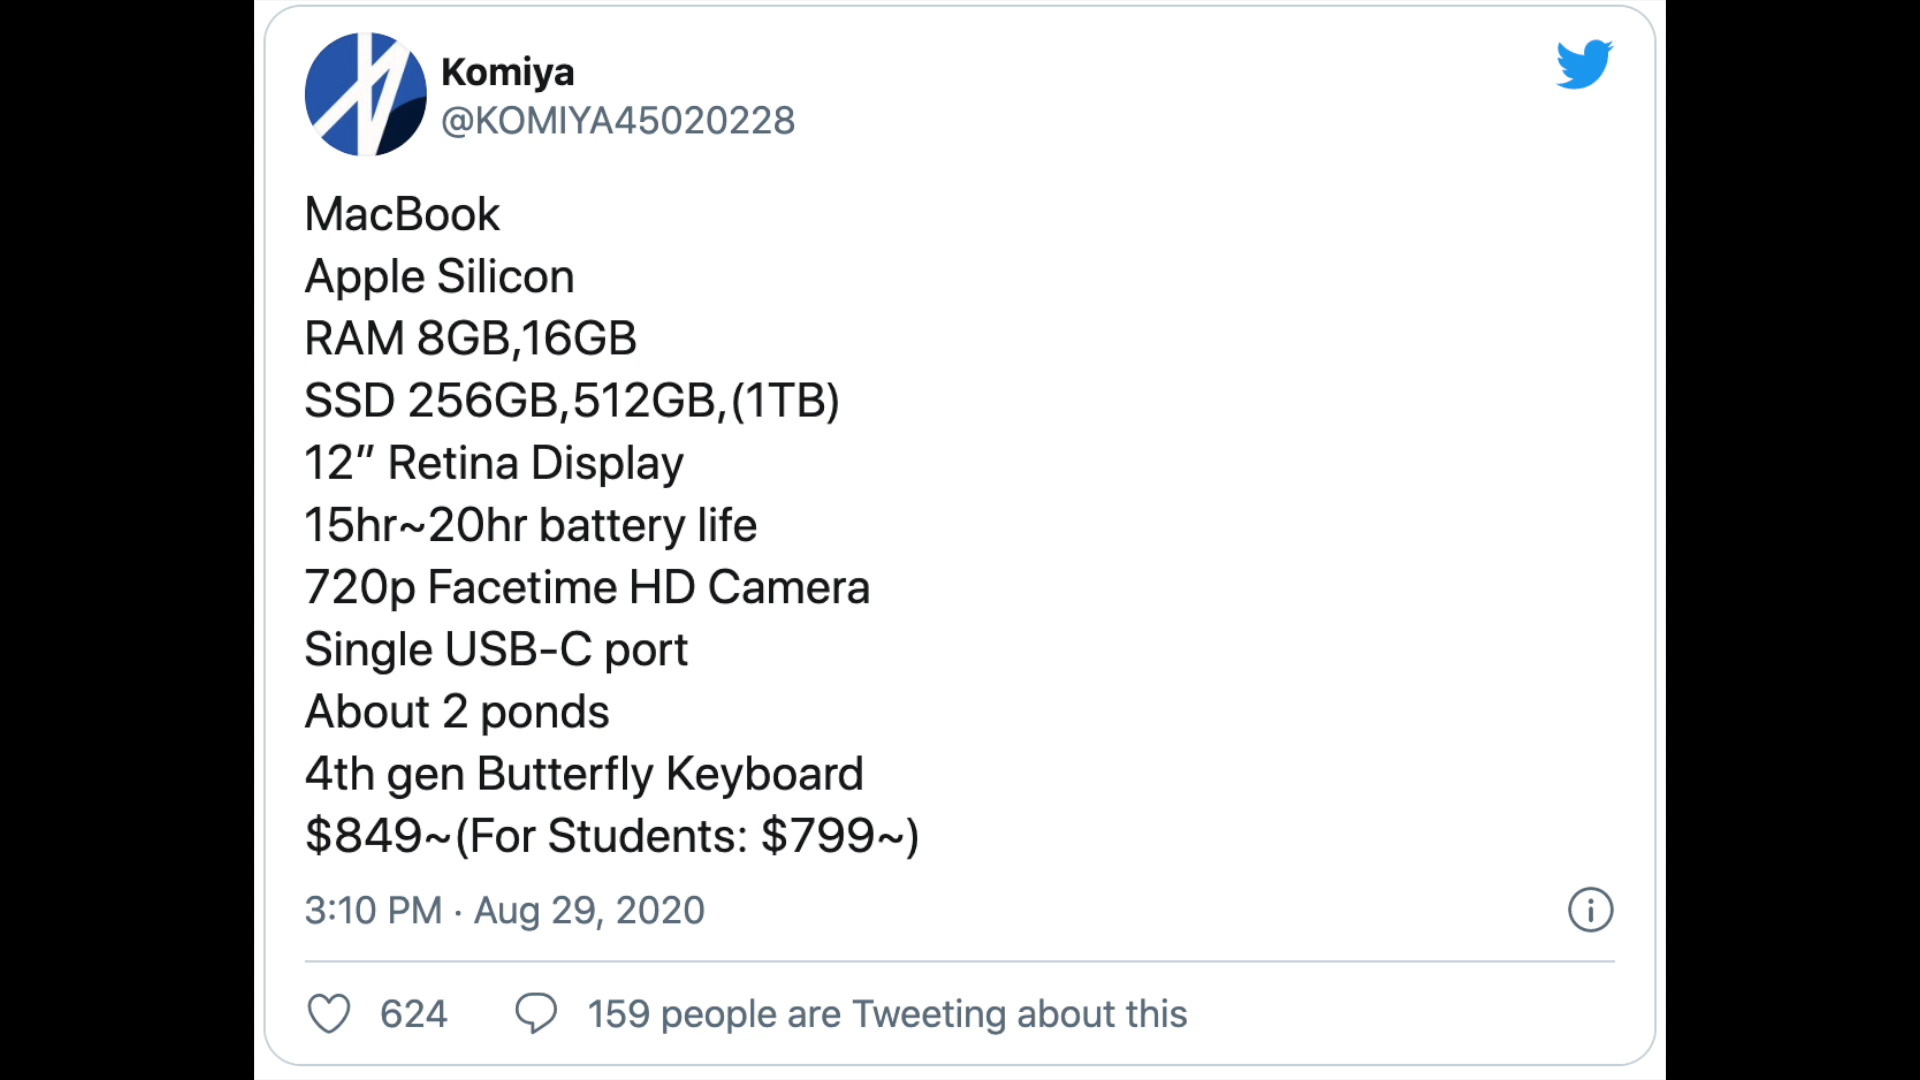 Komiya
@KOMIYA45020228
MacBook
Apple Silicon
RAM 8GB,16GB
SSD 256GB,512GB,(1TB)
12” Retina Display
15hr~20hr battery life
720p Facetime HD Camera
Single USB-C port
About 2 ponds
4th gen Butterfly Keyboard
$849~(For Students: $799~)
3:10 PM · Aug 29, 2020
624 159 people are Tweeting about this